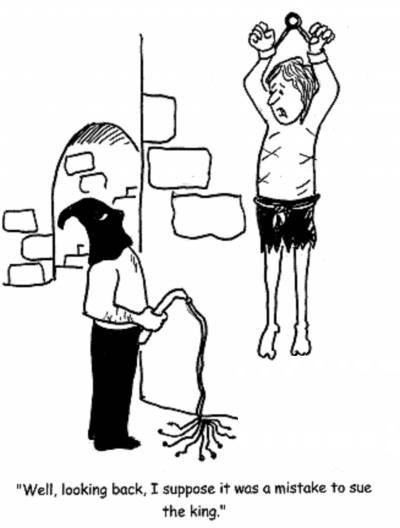 "Well, looking back, I suppose it was a mistake to sue
the king."